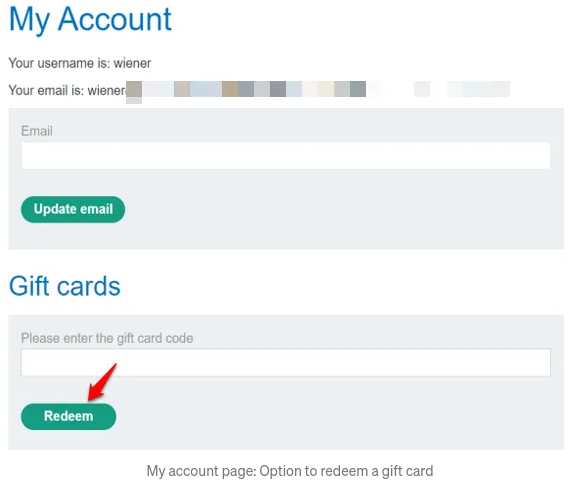 My Account
Your username is: wiener
Your email is: wiener
Email
Update email
Gift cards
Please enter the gift card code
Redeem
My account page: Option to redeem a gift card